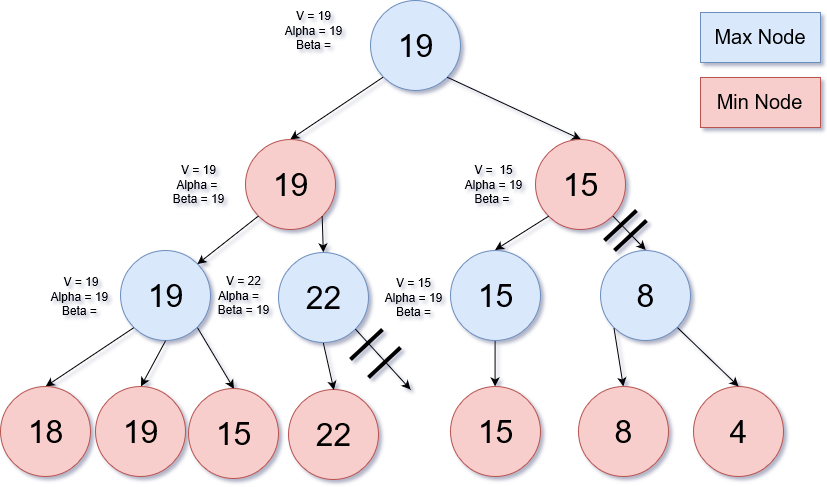 V = 19
Alpha = 19
Beta =
19
Max Node
Min Node
V = 19
Alpha =
Beta = 19
19
V =  15
Alpha = 19
Beta =
15
V = 19
Alpha = 19
Beta =
19
V = 22
Alpha =
Beta = 19
22
V = 15
Alpha = 19
Beta =
15
8
18
19
15
22
15
8
4